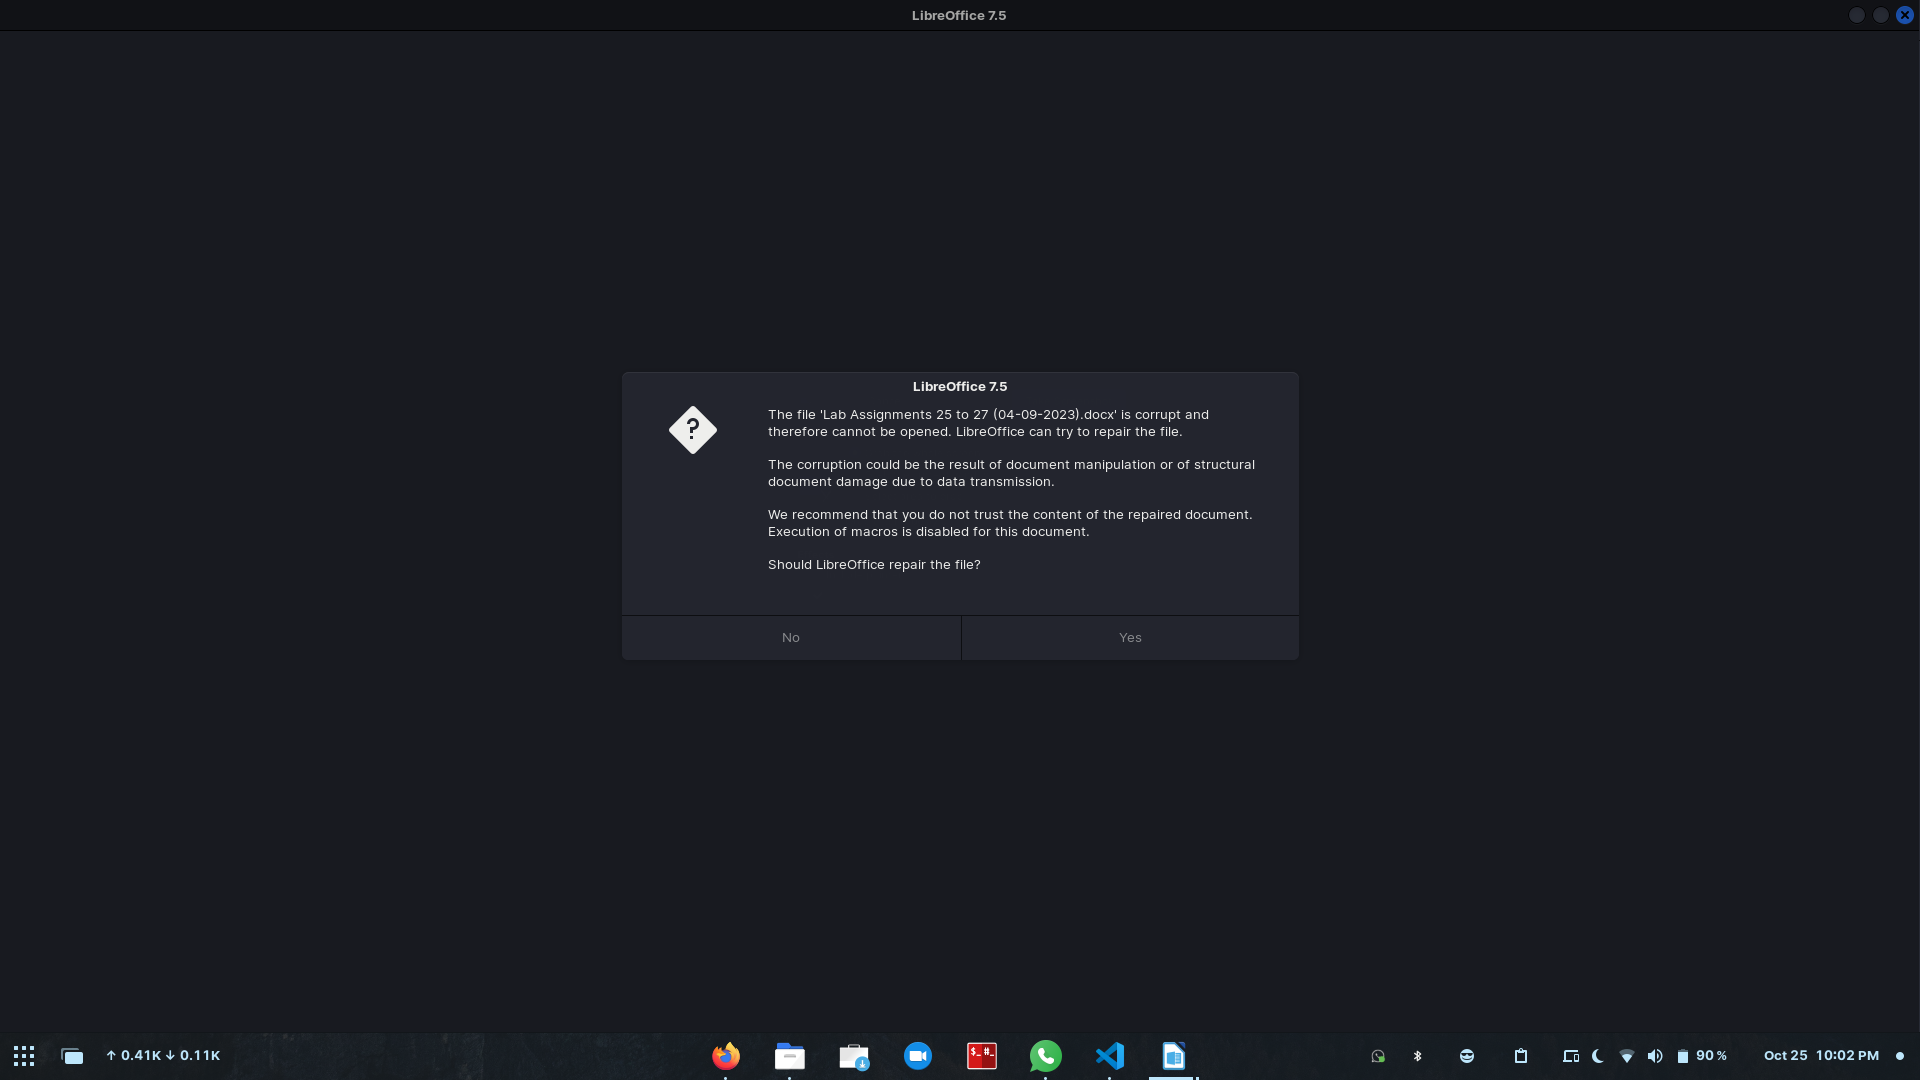 LibreOffice 7.5
LibreOffice 7.5
The file 'Lab Assignments 25 to 27 (04-09-2023).docx' is corrupt and
therefore cannot be opened. LibreOffice can try to repair the file.
The corruption could be the result of document manipulation or of structural
document damage due to data transmission.
We recommend that you do not trust the content of the repaired document.
Execution of macros is disabled for this document.
Should LibreOffice repair the file?
No
Yes
↑ 0.41K ↓ 0.11K
$_ #_
90 %
Oct 25 10:02 PM